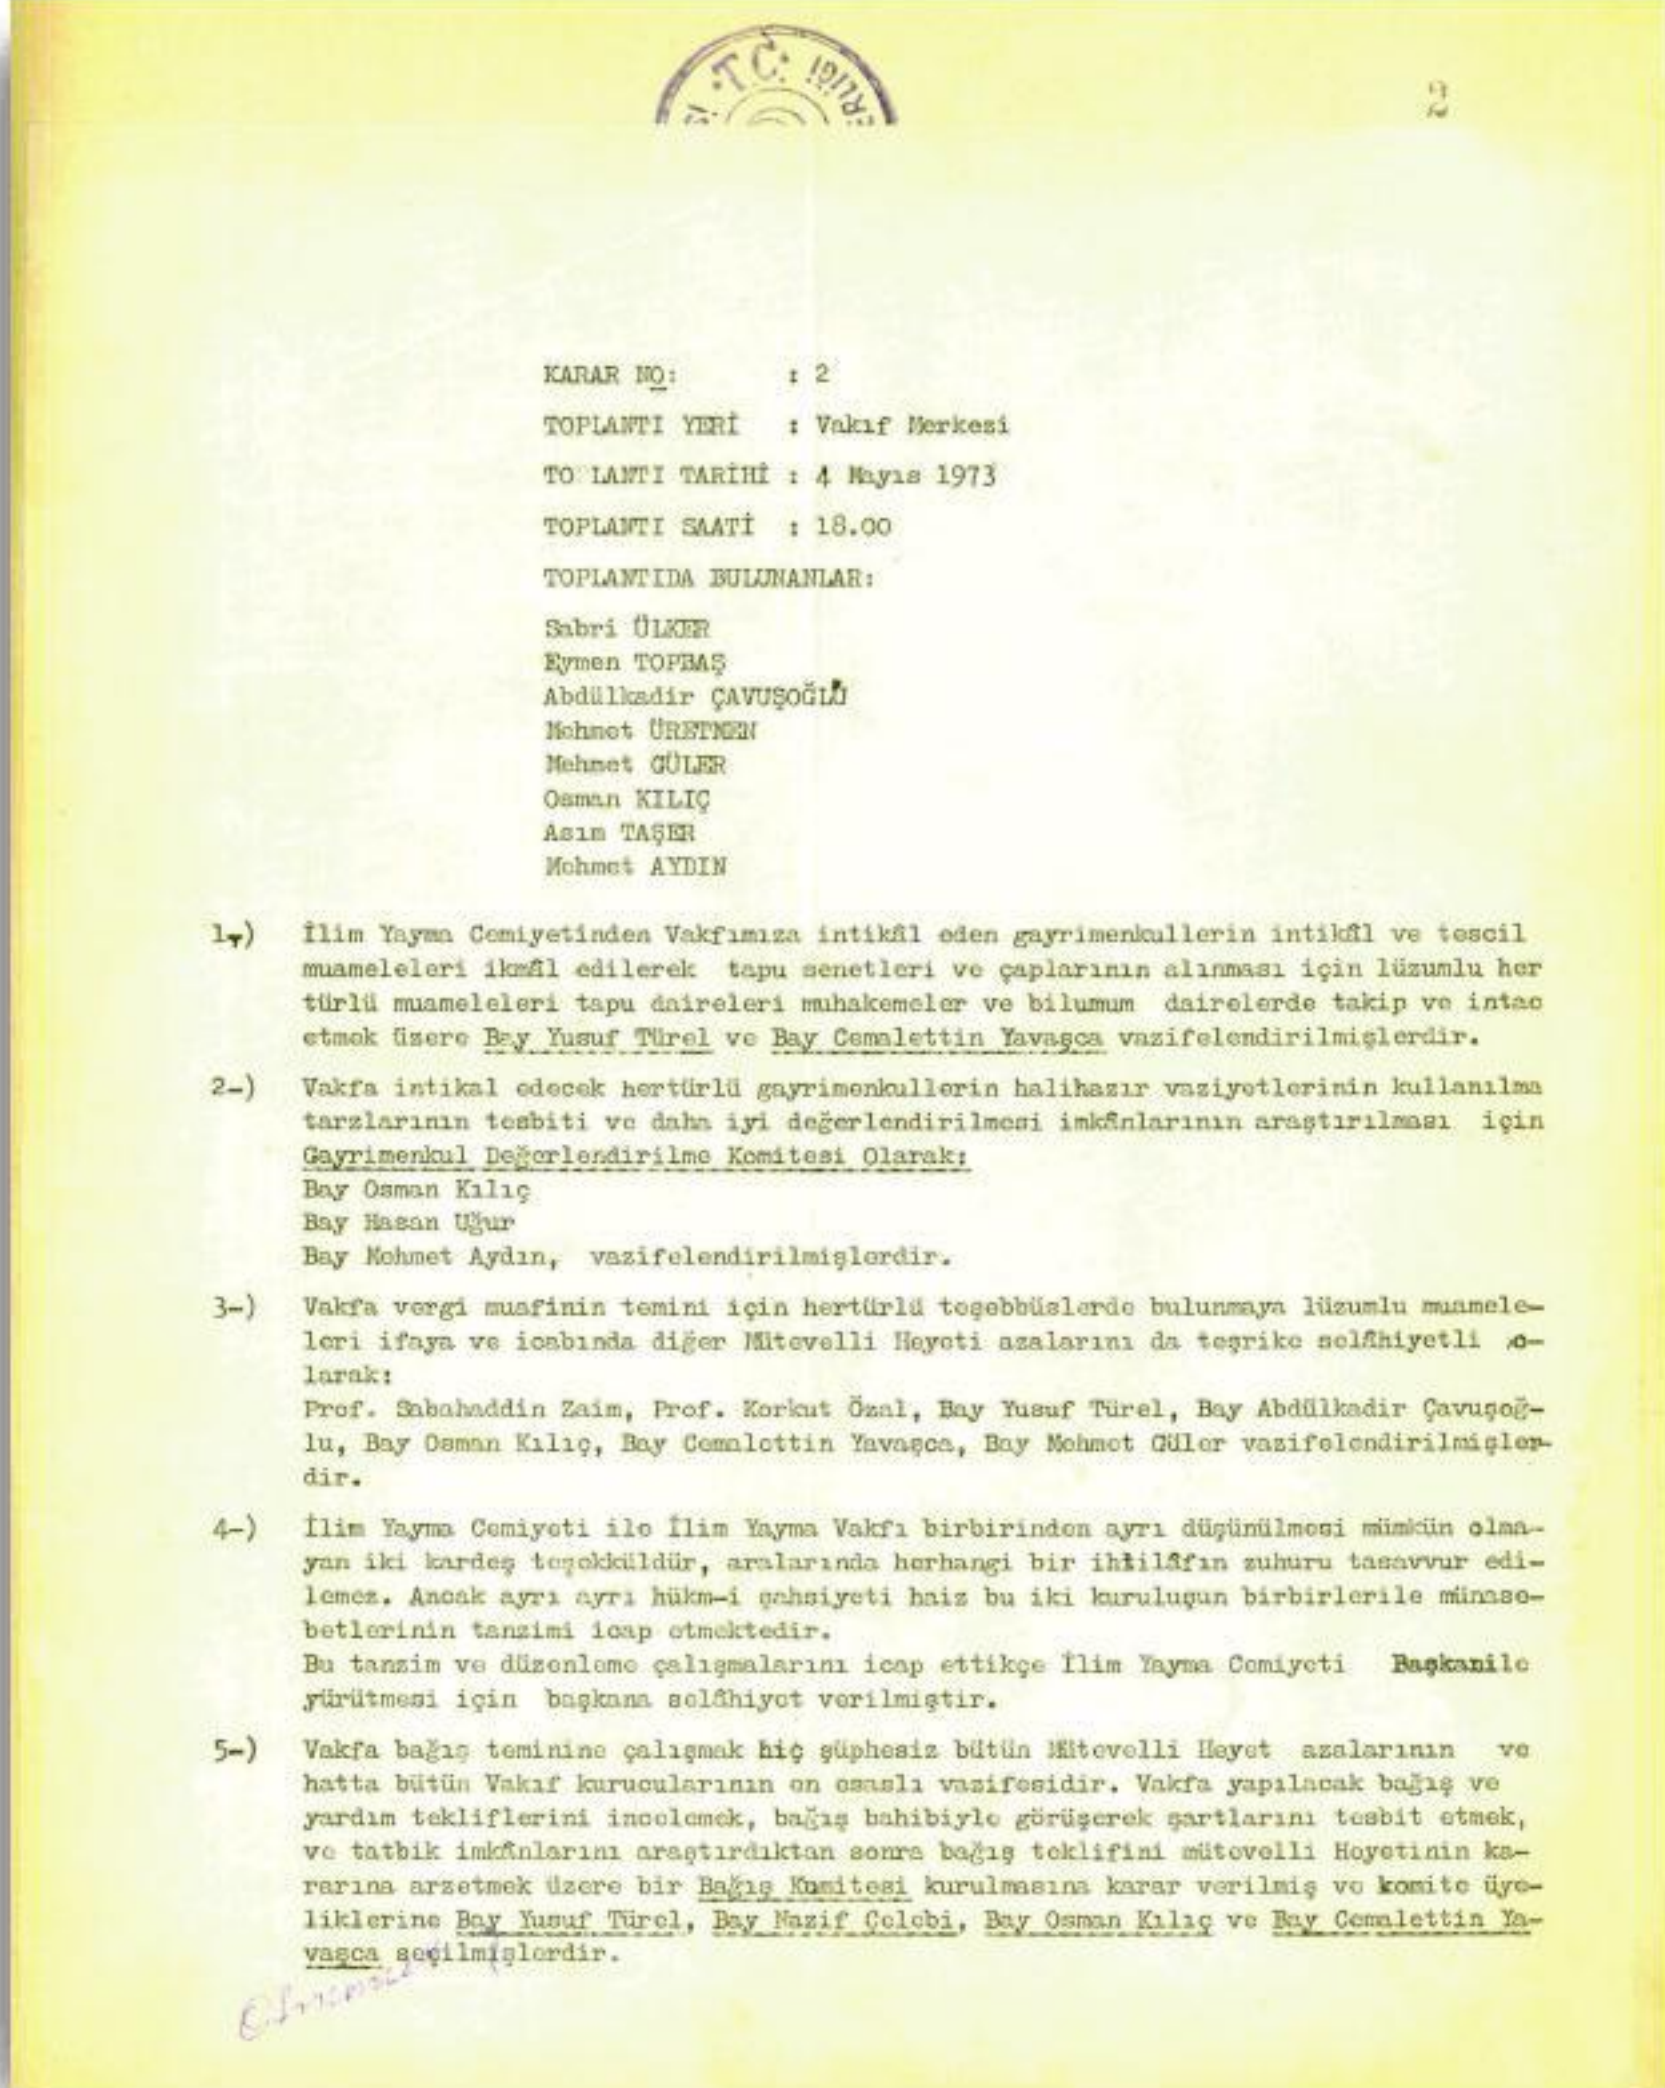 T.C.
2
KARAR NO: : 2
TOPLANTI YERİ : Vakıf Merkesi
TO LANTI TARİHİ : 4 Mayıs 1973
TOPLANTI SAATİ : 18.00
TOPLANTIDA BULUNANLAR:
Sabri ÜLKER
Eymen TOPBAŞ
Abdülkadir ÇAVUŞOĞLU
Mehmet ÜRETMEN
Mehmet GÜLER
Osman KILIÇ
Asım TAŞER
Mehmet AYDIN
1-) İlim Yayma Cemiyetinden Vakfımıza intikâl eden gayrimenkullerin intikâl ve tescil
muameleleri ikmâl edilerek tapu senetleri ve çaplarının alınması için lüzumlu her
türlü muameleleri tapu daireleri muhakemeler ve bilumum dairelerde takip ve intac
etmek üzere Bay Yusuf Türel ve Bay Cemalettin Yavaşca vazifelendirilmişlerdir.
2-) Vakfa intikal edecek hertürlü gayrimenkullerin halihazır vaziyetlerinin kullanılma
tarzlarının tesbiti ve daha iyi değerlendirilmesi imkânlarının araştırılması için
Gayrimenkul Değerlendirilme Komitesi Olarak:
Bay Osman Kılıç
Bay Hasan Uğur
Bay Mehmet Aydın, vazifelendirilmişlerdir.
3-) Vakfa vergi muafinin temini için hertürlü teşebbüslerde bulunmaya lüzumlu muamele-
leri ifaya ve icabında diğer Mütevelli Heyeti azalarını da teşrike selâhiyetli o-
larak:
Prof. Sabahaddin Zaim, Prof. Korkut Özal, Bay Yusuf Türel, Bay Abdülkadir Çavuşoğ-
lu, Bay Osman Kılıç, Bay Cemalettin Yavaşca, Bay Mehmet Güler vazifelendirilmişler-
dir.
4-) İlim Yayma Cemiyeti ile İlim Yayma Vakfı birbirinden ayrı düşünülmesi mümkün olma-
yan iki kardeş teşekküldür, aralarında herhangi bir ihtilâfın zuhuru tasavvur edi-
lemez. Ancak ayrı ayrı hükm-i şahsiyeti haiz bu iki kuruluşun birbirlerile münase-
betlerinin tanzimi icap etmektedir.
Bu tanzim ve düzenleme çalışmalarını icap ettikçe İlim Yayma Cemiyeti Başkanile
yürütmesi için başkana selâhiyet verilmiştir.
5-) Vakfa bağış teminine çalışmak hiç şüphesiz bütün Mütevelli Heyet azalarının ve
hatta bütün Vakıf kurucularının en esaslı vazifesidir. Vakfa yapılacak bağış ve
yardım tekliflerini incelemek, bağış bahibiyle görüşerek şartlarını tesbit etmek,
ve tatbik imkânlarını araştırdıktan sonra bağış teklifini mütevelli Heyetinin ka-
rarına arzetmek üzere bir Bağış Komitesi kurulmasına karar verilmiş ve komite üye-
liklerine Bay Yusuf Türel, Bay Nazif Çelebi, Bay Osman Kılıç ve Bay Cemalettin Ya-
vaşca seçilmişlerdir.